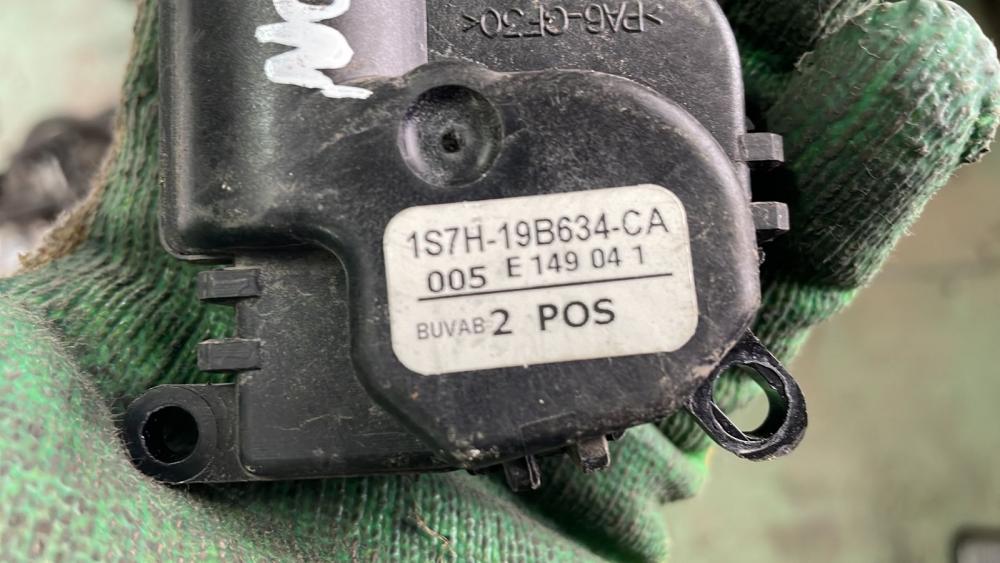 >PA6-GF30<
1S7H-19B634-CA
005 E 149 04 1
BUVAB 2 POS